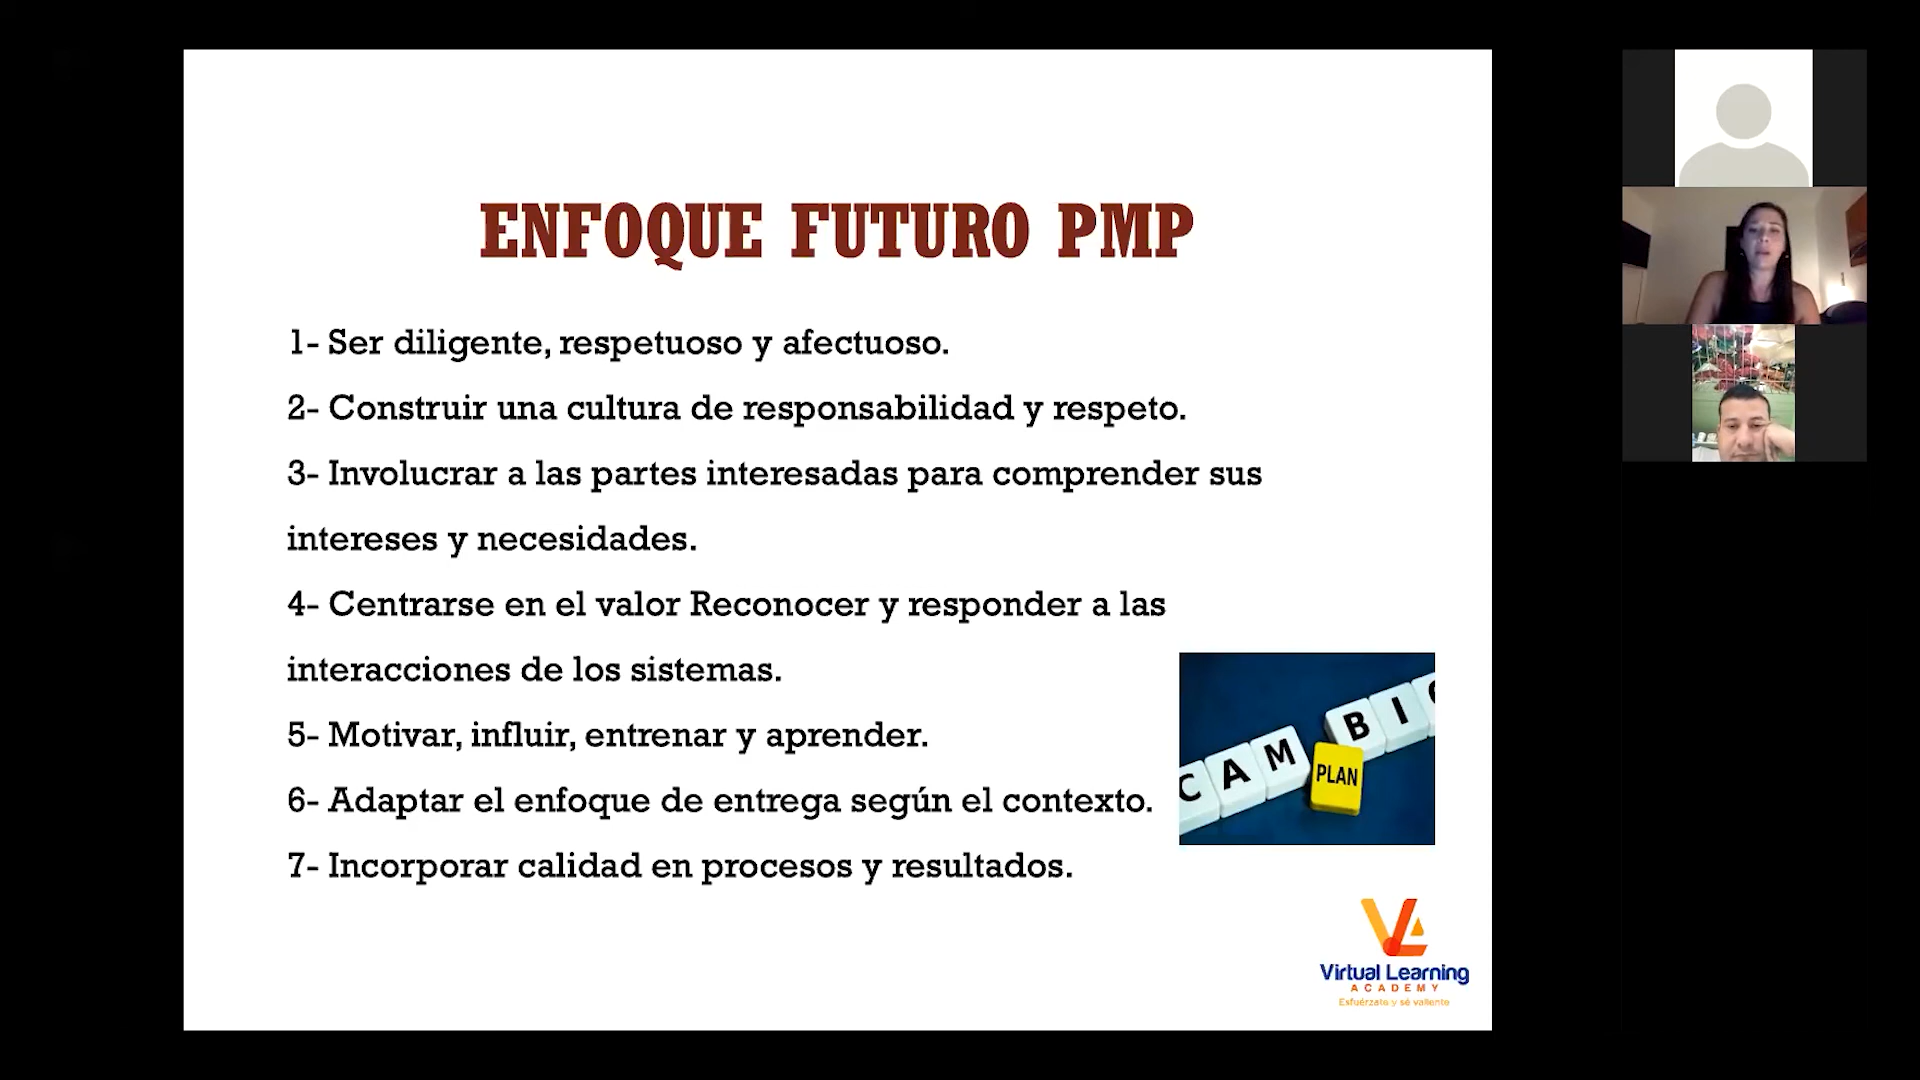 ENFOQUE FUTURO PMP
1- Ser diligente, respetuoso y afectuoso.
2- Construir una cultura de responsabilidad y respeto.
3- Involucrar a las partes interesadas para comprender sus
intereses y necesidades.
4- Centrarse en el valor Reconocer y responder a las
interacciones de los sistemas.
5- Motivar, influir, entrenar y aprender.
6- Adaptar el enfoque de entrega según el contexto.
7- Incorporar calidad en procesos y resultados.
CAMBIO
PLAN
VLA
Virtual Learning
ACADEMY
Esfuérzate y sé valiente